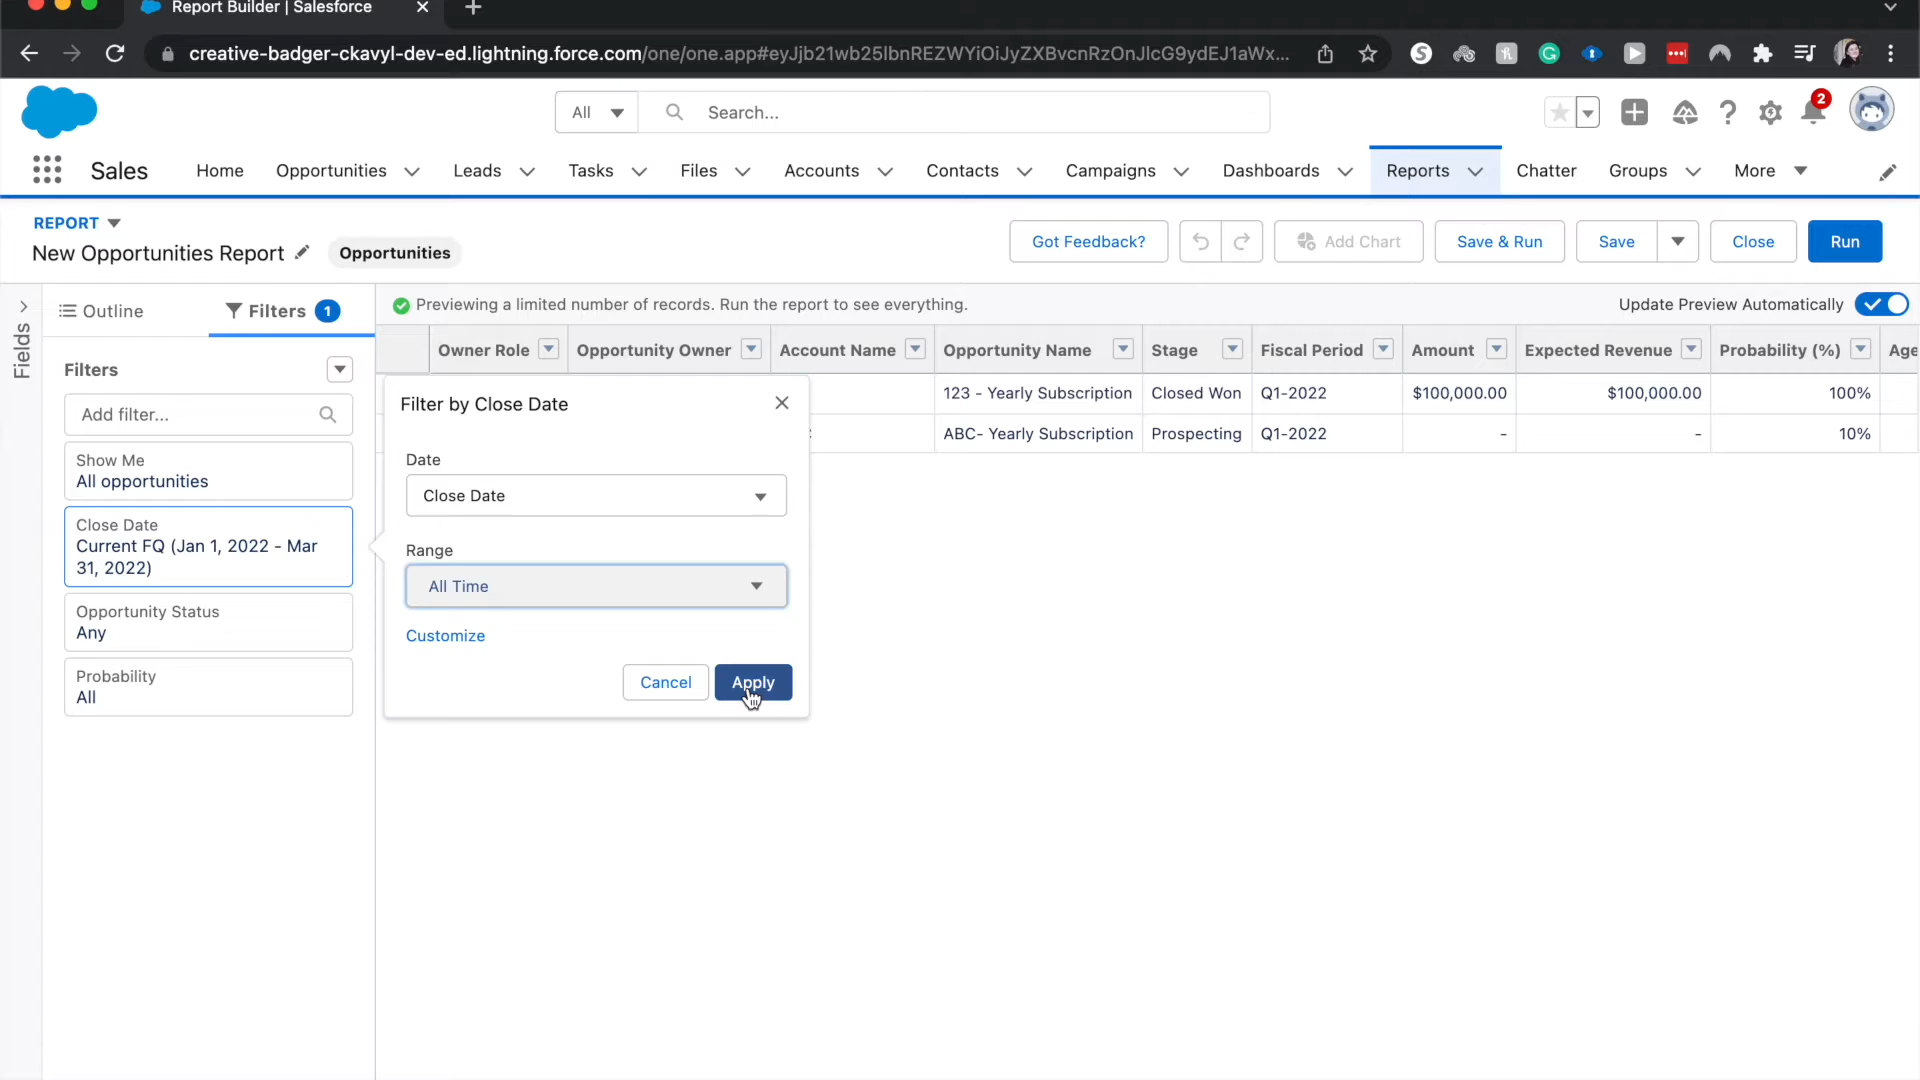 Report Builder | Salesforce
creative-badger-ckavyl-dev-ed.lightning.force.com/one/one.app#eyJjb21wb25lbnREZWYiOiJyZXBvcnRzOnJlcG9ydEJ1aWx...
All
Search...
2
Sales
Home
Opportunities
Leads
Tasks
Files
Accounts
Contacts
Campaigns
Dashboards
Reports
Chatter
Groups
More
REPORT
New Opportunities Report
Opportunities
Got Feedback?
Add Chart
Save & Run
Save
Close
Run
Fields
Outline
Filters 1
Previewing a limited number of records. Run the report to see everything.
Update Preview Automatically
Filters
Add filter...
Show Me
All opportunities
Close Date
Current FQ (Jan 1, 2022 - Mar
31, 2022)
Opportunity Status
Any
Probability
All
Owner Role Opportunity Owner Account Name Opportunity Name Stage Fiscal Period Amount Expected Revenue Probability (%) Age
123 - Yearly Subscription Closed Won Q1-2022 $100,000.00 $100,000.00 100%
ABC- Yearly Subscription Prospecting Q1-2022 - - 10%
Filter by Close Date
Date
Close Date
Range
All Time
Customize
Cancel
Apply